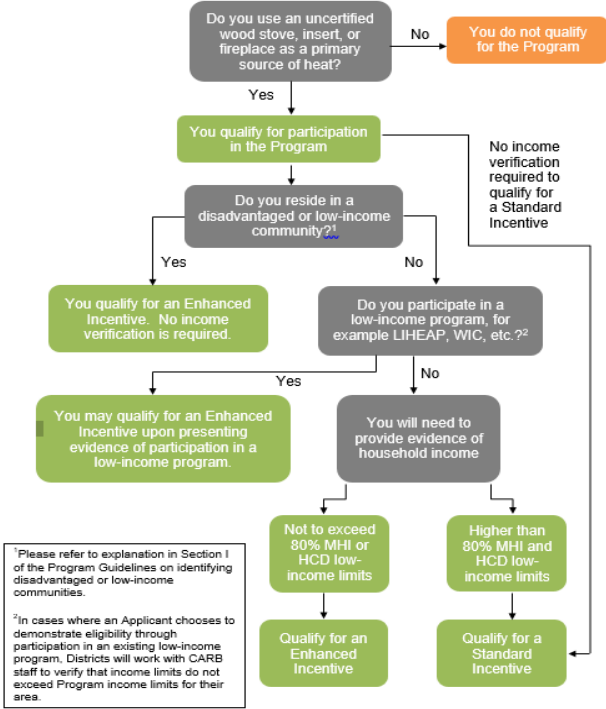 Do you use an uncertified
wood stove, insert, or
fireplace as a primary
source of heat?
No
You do not qualify
for the Program
Yes
You qualify for participation
in the Program
No income
verification
required to
qualify for
a Standard
Incentive
Do you reside in a
disadvantaged or low-income
community?¹
Yes
No
You qualify for an Enhanced
Incentive.  No income
verification is required.
Do you participate in a
low-income program, for
example LIHEAP, WIC, etc.?²
Yes
No
You may qualify for an Enhanced
Incentive upon presenting
evidence of participation in a
low-income program.
You will need to
provide evidence of
household income
Not to exceed
80% MHI or
HCD low-
income limits
Higher than
80% MHI and
HCD low-
income limits
Qualify for an
Enhanced
Incentive
Qualify for a
Standard
Incentive
¹Please refer to explanation in Section I
of the Program Guidelines on identifying
disadvantaged or low-income
communities.
²In cases where an Applicant chooses to
demonstrate eligibility through
participation in an existing low-income
program, Districts will work with CARB
staff to verify that income limits do not
exceed Program income limits for their
area.